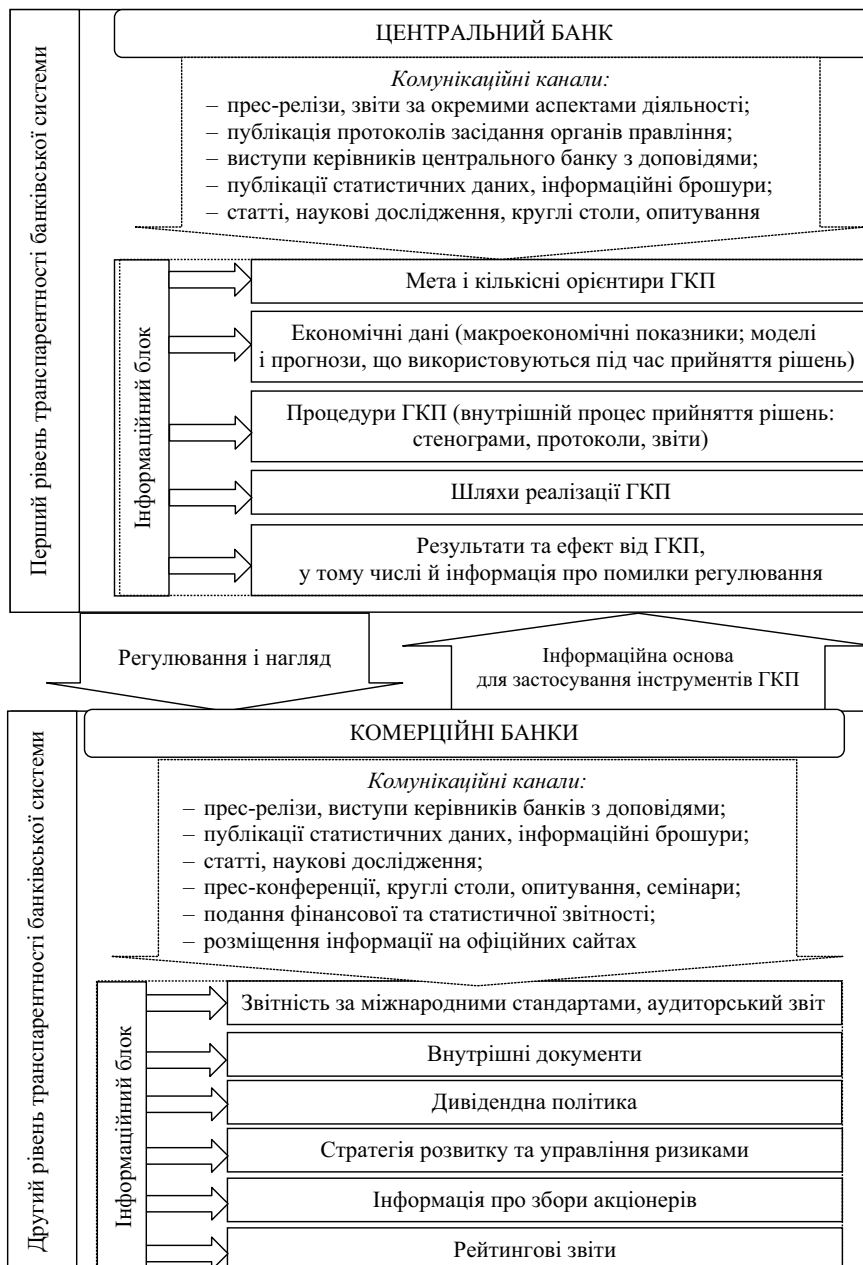 Перший рівень транспарентності банківської системи
ЦЕНТРАЛЬНИЙ БАНК
Комунікаційні канали:
– прес-релізи, звіти за окремими аспектами діяльності;
– публікація протоколів засідання органів правління;
– виступи керівників центрального банку з доповідями;
– публікації статистичних даних, інформаційні брошури;
– статті, наукові дослідження, круглі столи, опитування
Інформаційний блок
Мета і кількісні орієнтири ГКП
Економічні дані (макроекономічні показники; моделі
і прогнози, що використовуються під час прийняття рішень)
Процедури ГКП (внутрішній процес прийняття рішень:
стенограми, протоколи, звіти)
Шляхи реалізації ГКП
Результати та ефект від ГКП,
у тому числі й інформація про помилки регулювання
Регулювання і нагляд
Інформаційна основа
для застосування інструментів ГКП
Другий рівень транспарентності банківської системи
КОМЕРЦІЙНІ БАНКИ
Комунікаційні канали:
– прес-релізи, виступи керівників банків з доповідями;
– публікації статистичних даних, інформаційні брошури;
– статті, наукові дослідження;
– прес-конференції, круглі столи, опитування, семінари;
– подання фінансової та статистичної звітності;
– розміщення інформації на офіційних сайтах
Інформаційний блок
Звітність за міжнародними стандартами, аудиторський звіт
Внутрішні документи
Дивідендна політика
Стратегія розвитку та управління ризиками
Інформація про збори акціонерів
Рейтингові звіти